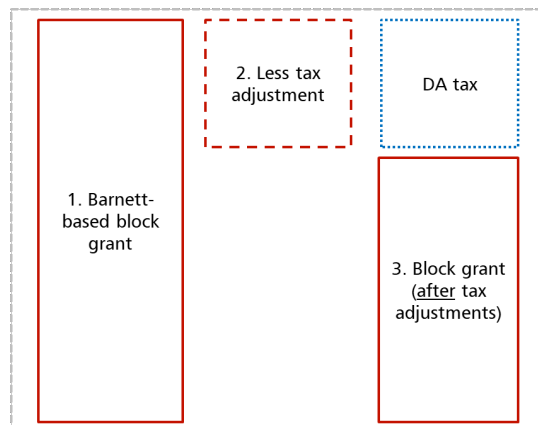 1. Barnett-
based block
grant
2. Less tax
adjustment
DA tax
3. Block grant
(after tax
adjustments)